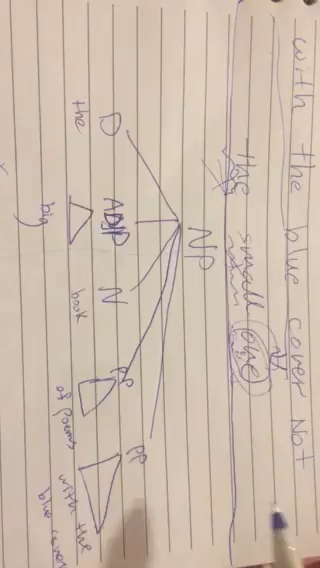 with the blue cover Not
the small one
NP
D ADJP N PP PP
the big book of poems with the
blue cover